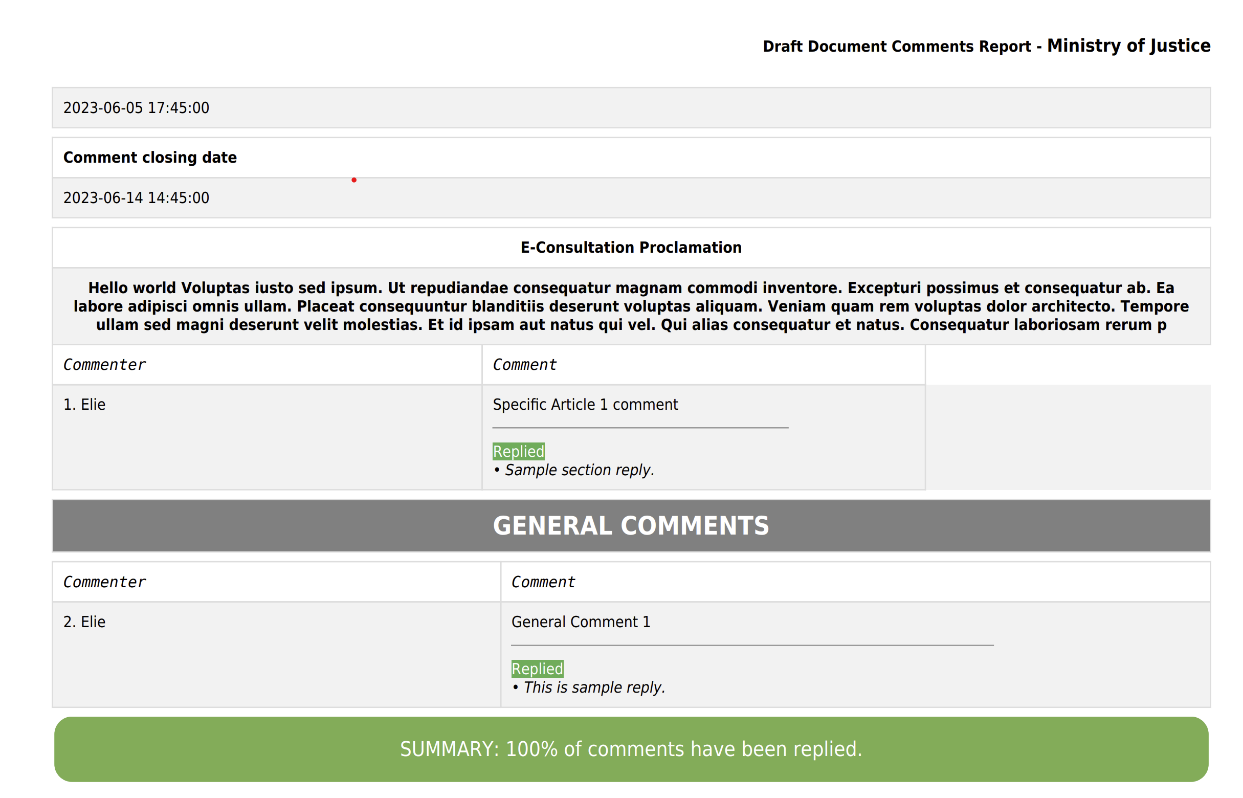 Draft Document Comments Report - Ministry of Justice
2023-06-05 17:45:00
Comment closing date
2023-06-14 14:45:00
E-Consultation Proclamation
Hello world Voluptas iusto sed ipsum. Ut repudiandae consequatur magnam commodi inventore. Excepturi possimus et consequatur ab. Ea
labore adipisci omnis ullam. Placeat consequuntur blanditiis deserunt voluptas aliquam. Veniam quam rem voluptas dolor architecto. Tempore
ullam sed magni deserunt velit molestias. Et id ipsam aut natus qui vel. Qui alias consequatur et natus. Consequatur laboriosam rerum p
Commenter Comment
1. Elie Specific Article 1 comment
Replied
• Sample section reply.
GENERAL COMMENTS
Commenter Comment
2. Elie General Comment 1
Replied
• This is sample reply.
SUMMARY: 100% of comments have been replied.